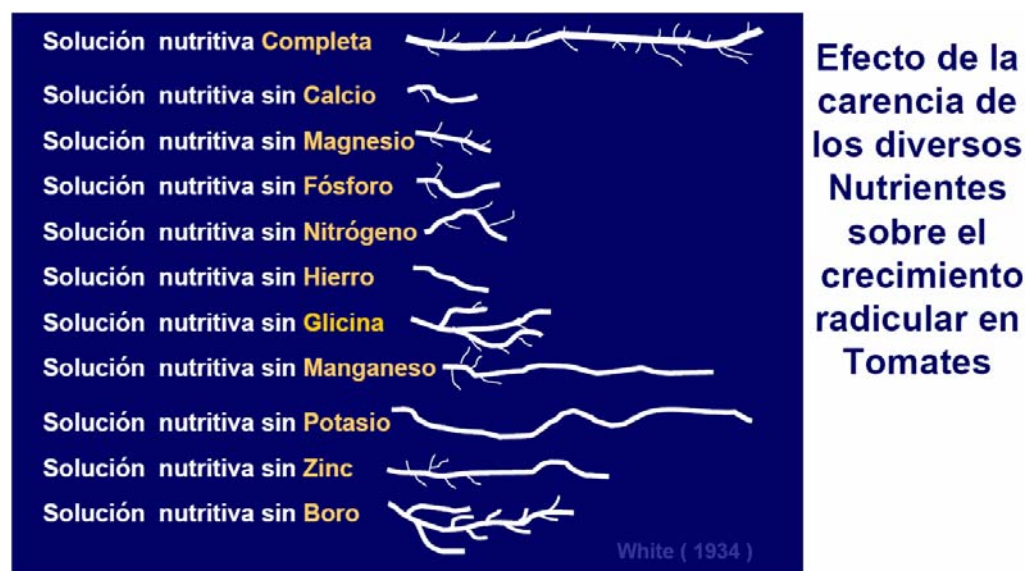 Solución nutritiva Completa
Solución nutritiva sin Calcio
Solución nutritiva sin Magnesio
Solución nutritiva sin Fósforo
Solución nutritiva sin Nitrógeno
Solución nutritiva sin Hierro
Solución nutritiva sin Glicina
Solución nutritiva sin Manganeso
Solución nutritiva sin Potasio
Solución nutritiva sin Zinc
Solución nutritiva sin Boro
White ( 1934 )
Efecto de la
carencia de
los diversos
Nutrientes
sobre el
crecimiento
radicular en
Tomates